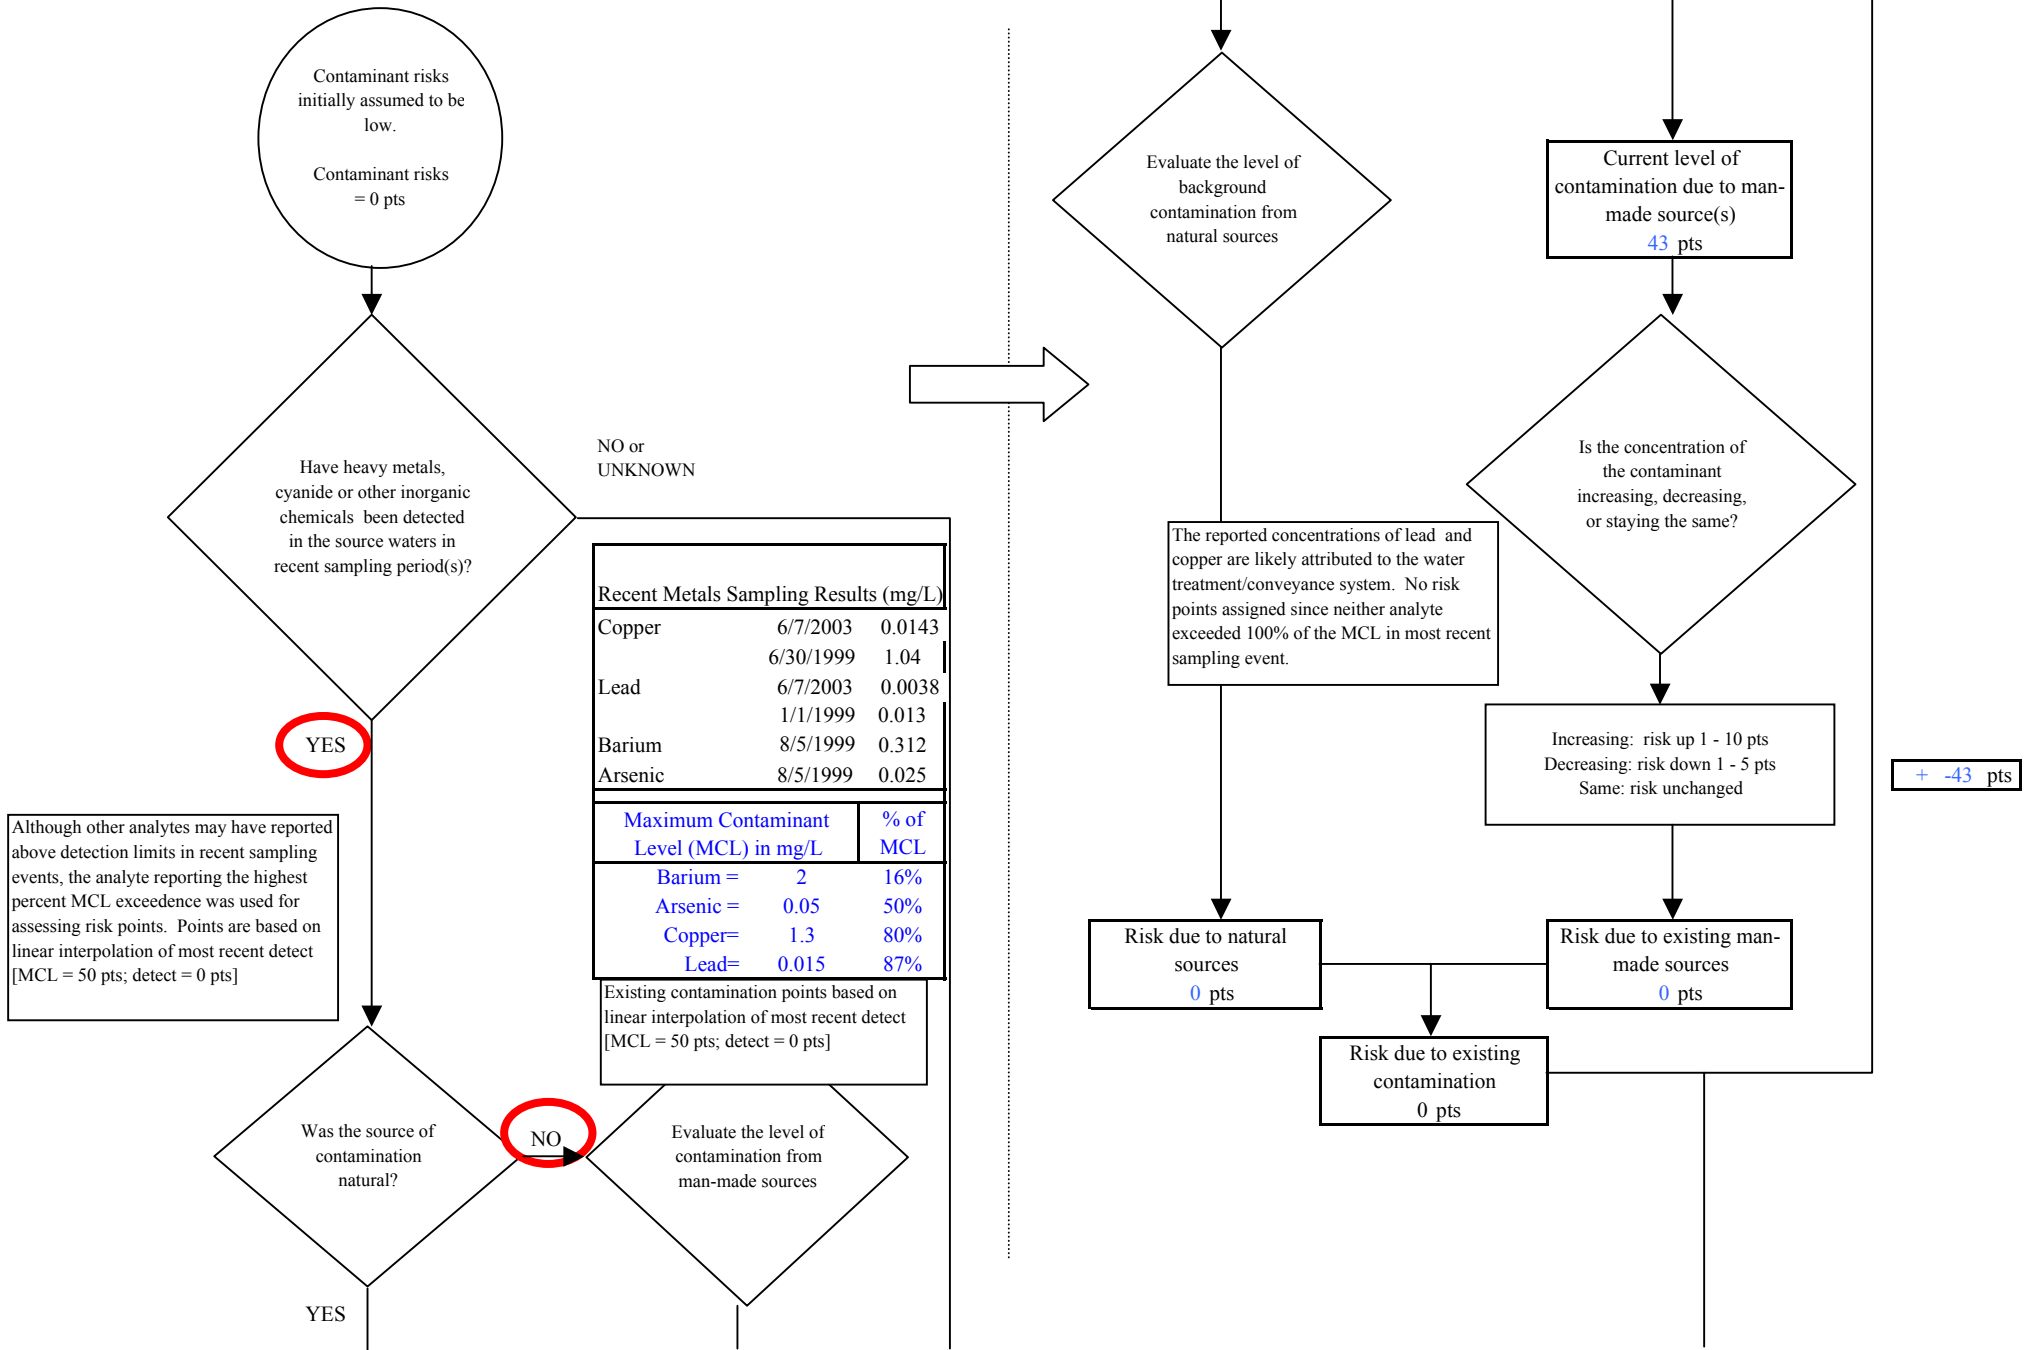 Contaminant risks
initially assumed to be
low.
Contaminant risks
= 0 pts
Have heavy metals,
cyanide or other inorganic
chemicals been detected
in the source waters in
recent sampling period(s)?
NO or
UNKNOWN
YES
Recent Metals Sampling Results (mg/L)
Copper 6/7/2003 0.0143
6/30/1999 1.04
Lead 6/7/2003 0.0038
1/1/1999 0.013
Barium 8/5/1999 0.312
Arsenic 8/5/1999 0.025
Maximum Contaminant % of
Level (MCL) in mg/L MCL
Barium = 2 16%
Arsenic = 0.05 50%
Copper= 1.3 80%
Lead= 0.015 87%
Existing contamination points based on
linear interpolation of most recent detect
[MCL = 50 pts; detect = 0 pts]
Although other analytes may have reported
above detection limits in recent sampling
events, the analyte reporting the highest
percent MCL exceedence was used for
assessing risk points. Points are based on
linear interpolation of most recent detect
[MCL = 50 pts; detect = 0 pts]
Was the source of
contamination
natural?
NO
Evaluate the level of
contamination from
man-made sources
YES
Evaluate the level of
background
contamination from
natural sources
Current level of
contamination due to man-
made source(s)
43 pts
Is the concentration of
the contaminant
increasing, decreasing,
or staying the same?
The reported concentrations of lead and
copper are likely attributed to the water
treatment/conveyance system. No risk
points assigned since neither analyte
exceeded 100% of the MCL in most recent
sampling event.
Increasing: risk up 1 - 10 pts
Decreasing: risk down 1 - 5 pts
Same: risk unchanged
+ -43 pts
Risk due to natural
sources
0 pts
Risk due to existing man-
made sources
0 pts
Risk due to existing
contamination
0 pts